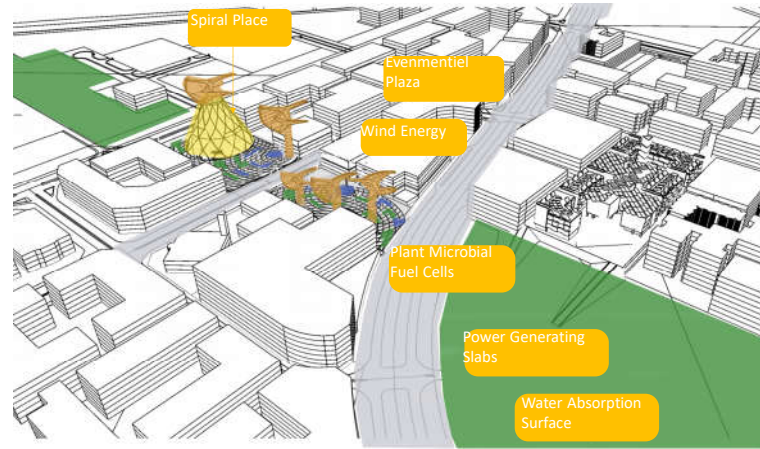 Spiral Place
Evenmentiel
Plaza
Wind Energy
Plant Microbial
Fuel Cells
Power Generating
Slabs
Water Absorption
Surface